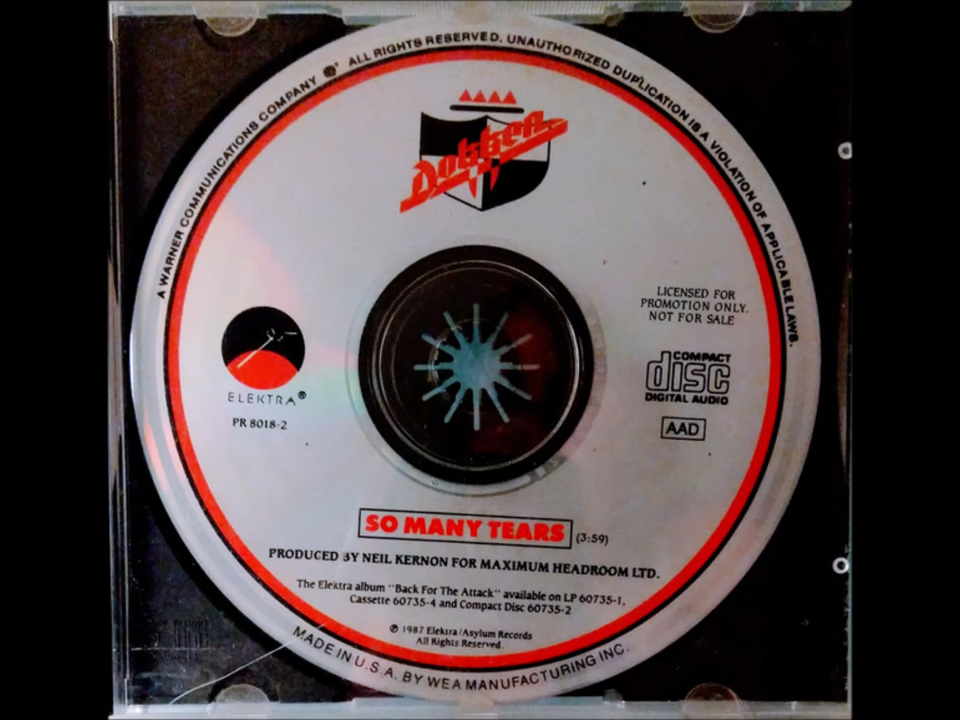 A WARNER COMMUNICATIONS COMPANY ALL RIGHTS RESERVED. UNAUTHORIZED DUPLICATION IS A VIOLATION OF APPLICABLE LAWS.
Dokken
LICENSED FOR
PROMOTION ONLY.
NOT FOR SALE
COMPACT
disc
DIGITAL AUDIO
AAD
ELEKTRA®
PR 8018-2
SO MANY TEARS (3:59)
PRODUCED BY NEIL KERNON FOR MAXIMUM HEADROOM LTD.
The Elektra album "Back For The Attack" available on LP 60735-1,
Cassette 60735-4 and Compact Disc 60735-2
℗ 1987 Elektra/Asylum Records
All Rights Reserved.
MADE IN U.S.A. BY WEA MANUFACTURING INC.